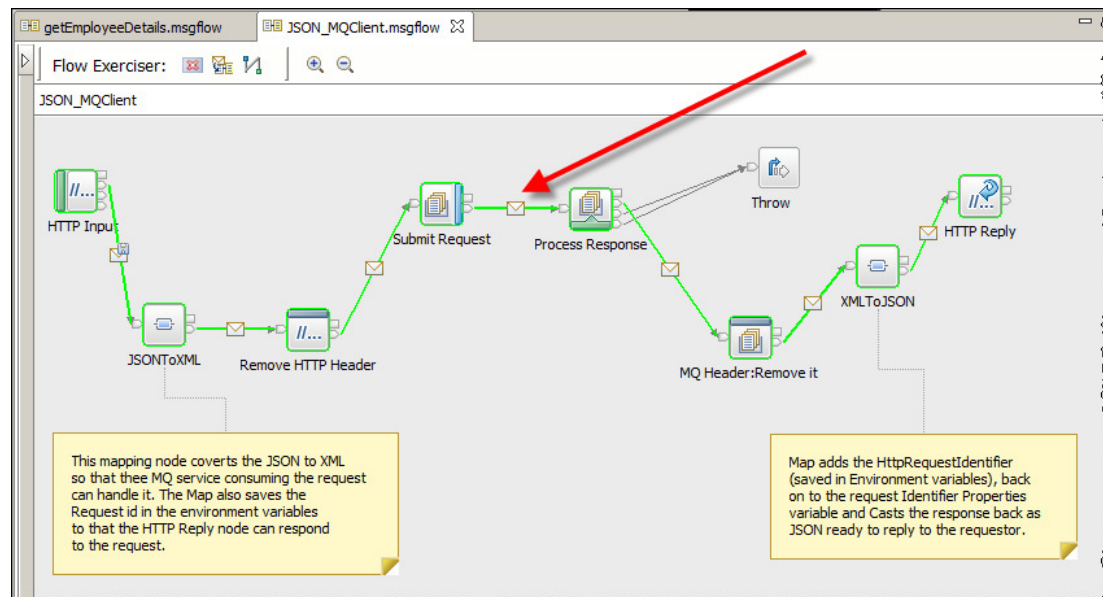 getEmployeeDetails.msgflow
JSON_MQClient.msgflow
Flow Exerciser:
JSON_MQClient
//...
HTTP Input
JSONToXML
//...
Remove HTTP Header
Submit Request
Process Response
Throw
MQ Header:Remove it
XMLToJSON
//...
HTTP Reply
This mapping node coverts the JSON to XML
so that thee MQ service consuming the request
can handle it. The Map also saves the
Request id in the environment variables
to that the HTTP Reply node can respond
to the request.
Map adds the HttpRequestIdentifier
(saved in Environment variables), back
on to the request Identifier Properties
variable and Casts the response back as
JSON ready to reply to the requestor.